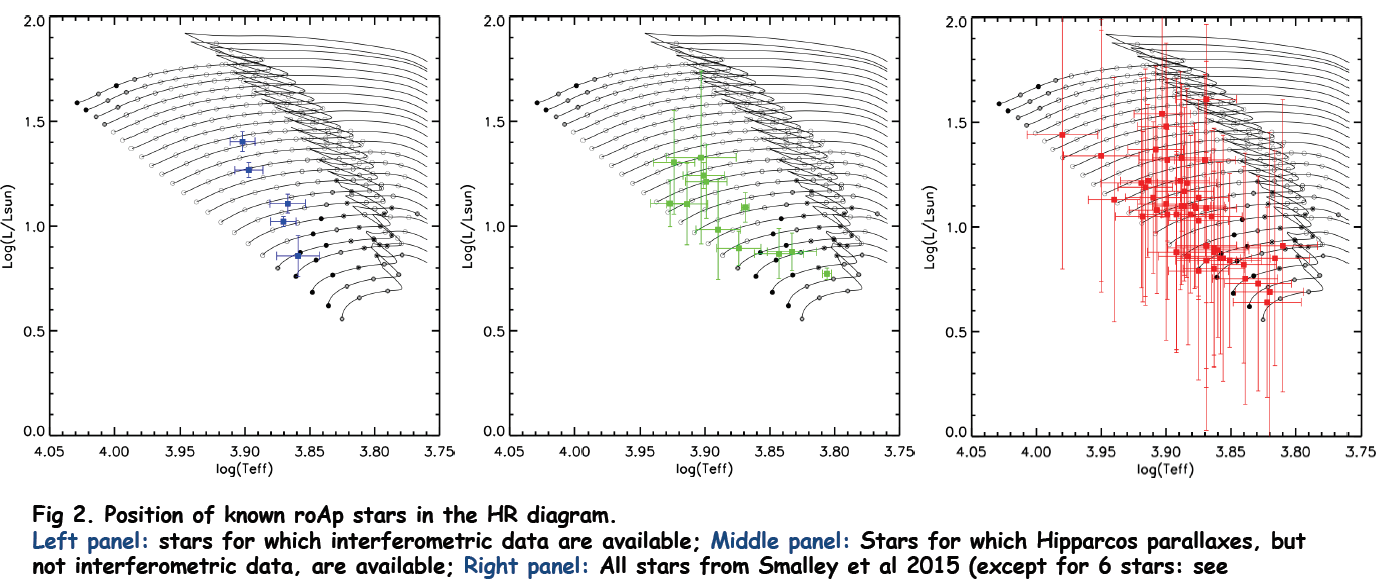 2.0 2.0 2.0
1.5 1.5 1.5
1.0 1.0 1.0
0.5 0.5 0.5
0.0 0.0 0.0
Log(L/Lsun) Log(L/Lsun) Log(L/Lsun)
4.05 4.00 3.95 3.90 3.85 3.80 3.75 4.05 4.00 3.95 3.90 3.85 3.80 3.75 4.05 4.00 3.95 3.90 3.85 3.80 3.75
log(Teff) log(Teff) log(Teff)
Fig 2. Position of known roAp stars in the HR diagram.
Left panel: stars for which interferometric data are available; Middle panel: Stars for which Hipparcos parallaxes, but
not interferometric data, are available; Right panel: All stars from Smalley et al 2015 (except for 6 stars: see